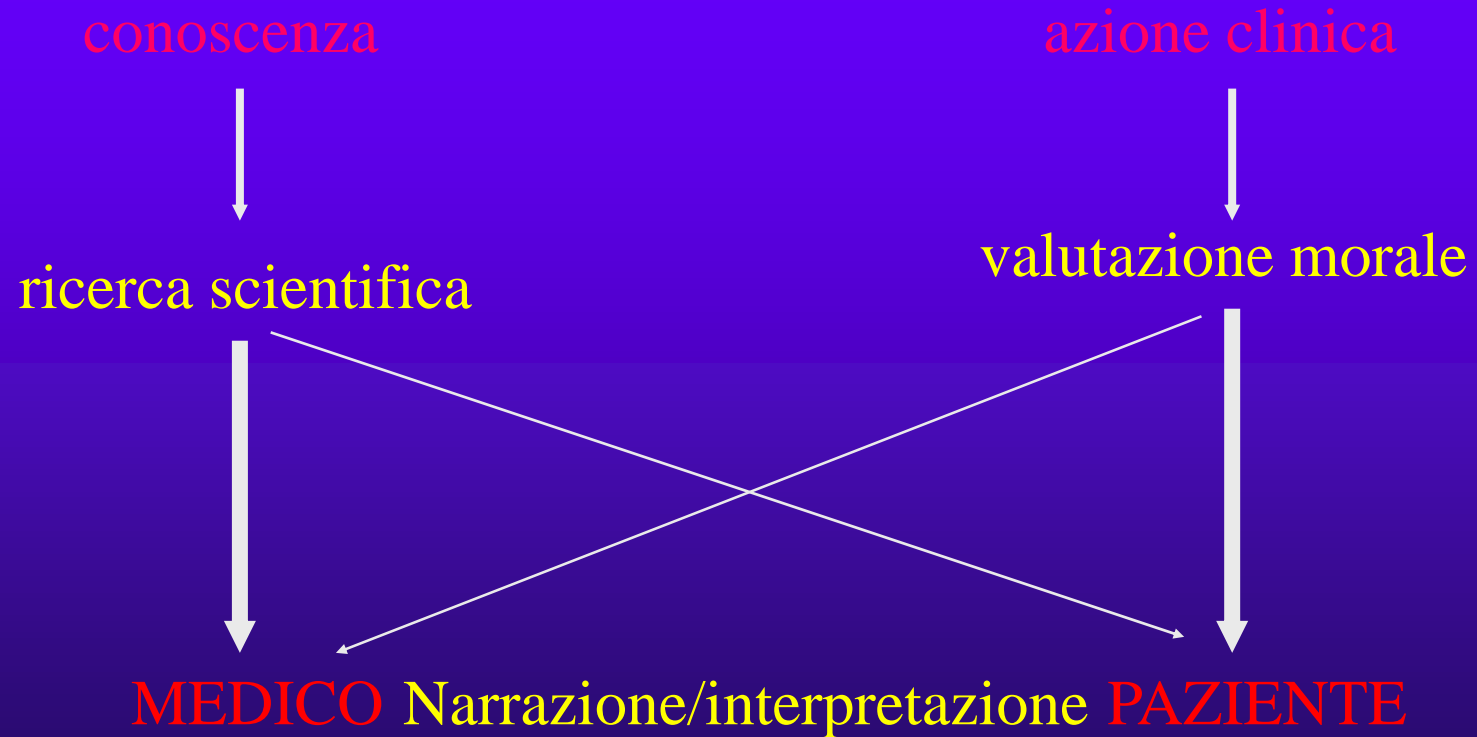 conoscenza
azione clinica
valutazione morale
ricerca scientifica
MEDICO Narrazione/interpretazione PAZIENTE